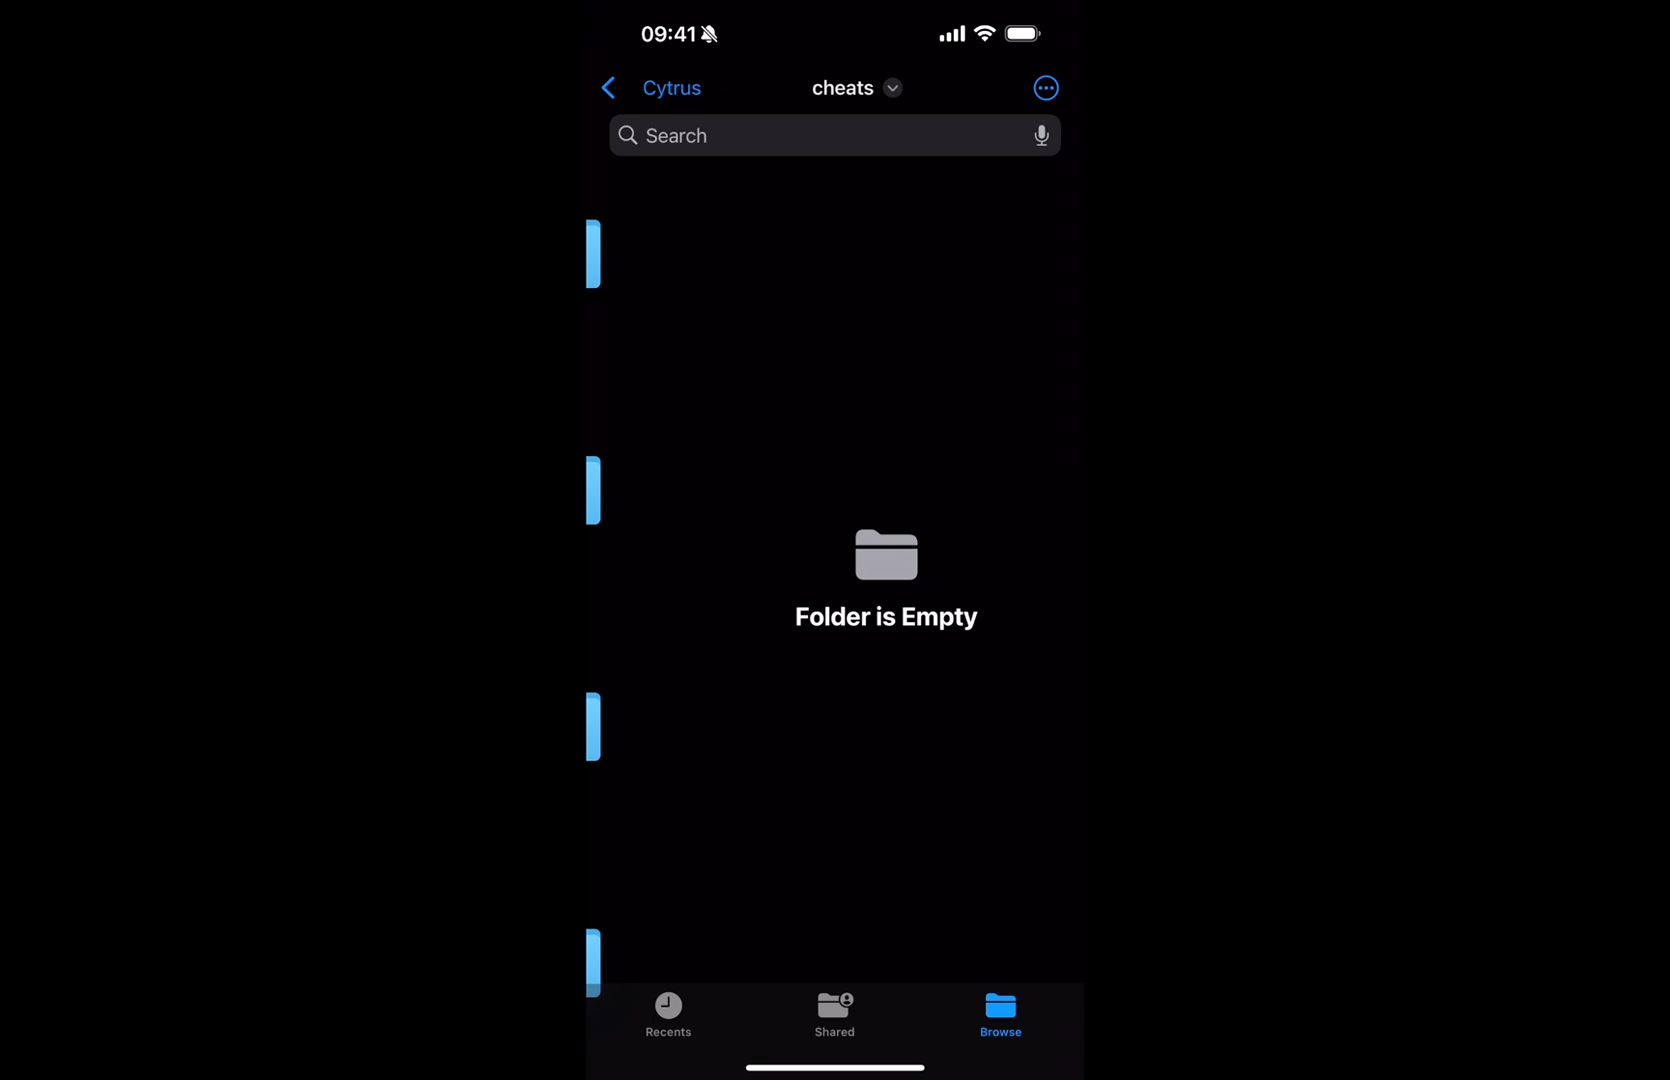 09:41
Cytrus
cheats
Search
Folder is Empty
Recents
Shared
Browse